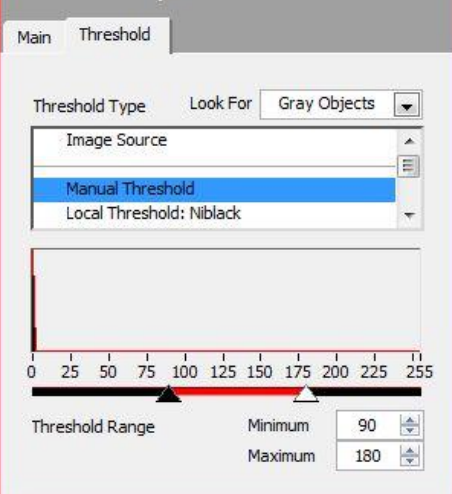 Main Threshold
Threshold Type Look For Gray Objects
Image Source
Manual Threshold
Local Threshold: Niblack
0 25 50 75 100 125 150 175 200 225 255
Threshold Range Minimum 90
Maximum 180